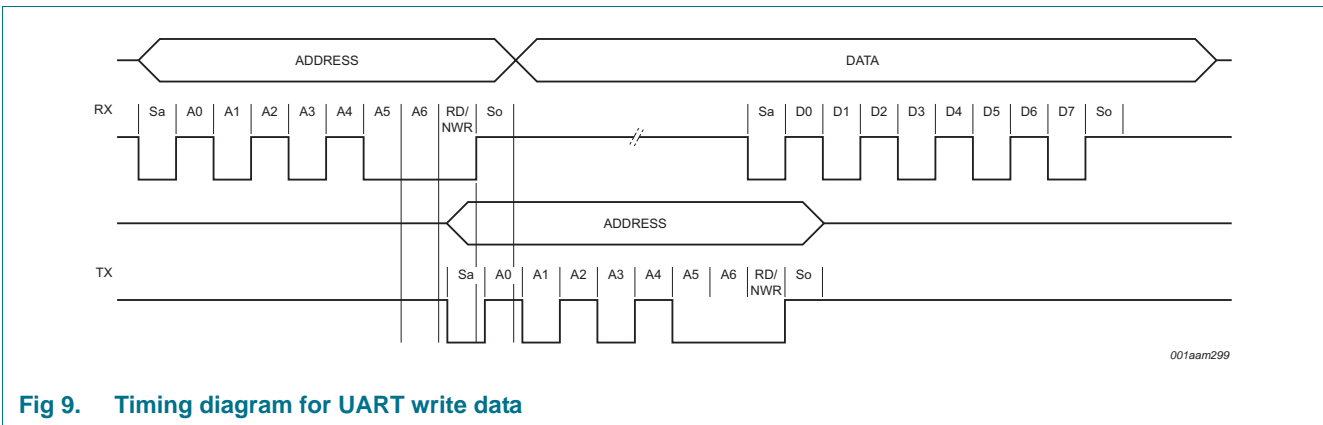 ADDRESS DATA
RX Sa A0 A1 A2 A3 A4 A5 A6 RD/ So Sa D0 D1 D2 D3 D4 D5 D6 D7 So
NWR
ADDRESS
TX Sa A0 A1 A2 A3 A4 A5 A6 RD/ So
NWR
001aam299
Fig 9. Timing diagram for UART write data